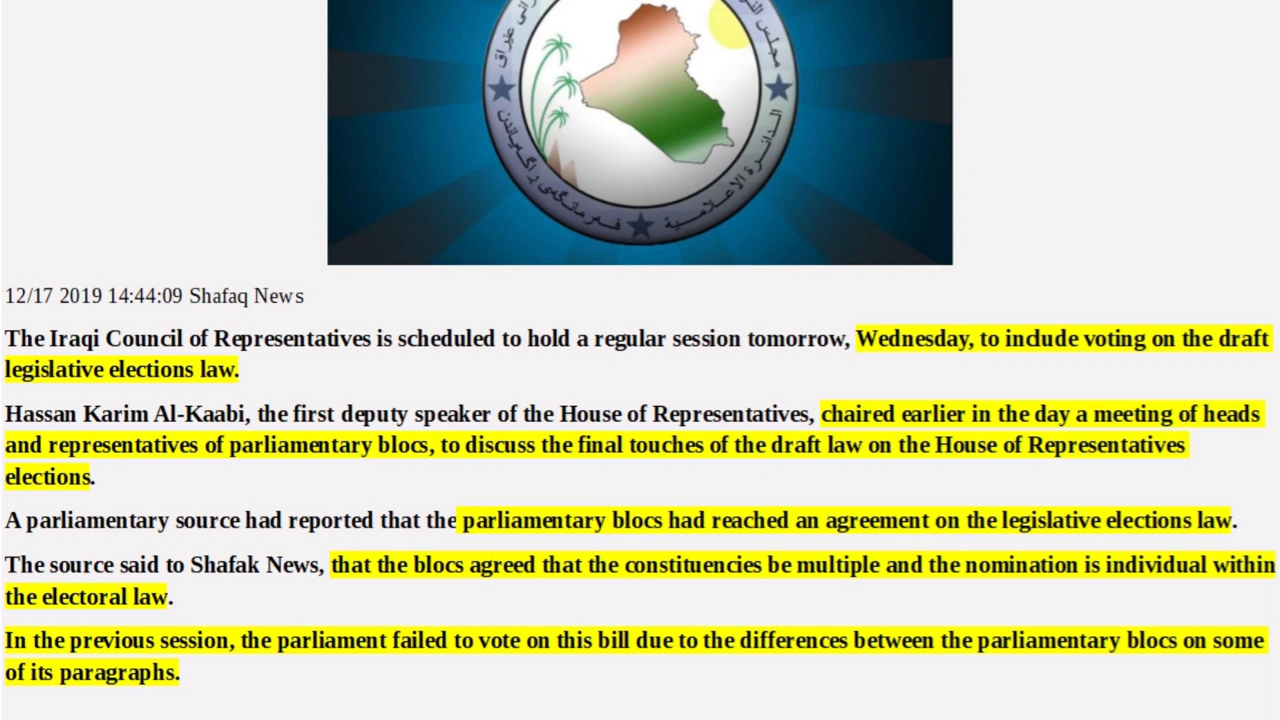 مجلس
الدائرة الاعلامية
فەرمانگەی ڕاگەیاندن
12/17 2019 14:44:09 Shafaq News
The Iraqi Council of Representatives is scheduled to hold a regular session tomorrow, Wednesday, to include voting on the draft
legislative elections law.
Hassan Karim Al-Kaabi, the first deputy speaker of the House of Representatives, chaired earlier in the day a meeting of heads
and representatives of parliamentary blocs, to discuss the final touches of the draft law on the House of Representatives
elections.
A parliamentary source had reported that the parliamentary blocs had reached an agreement on the legislative elections law.
The source said to Shafak News, that the blocs agreed that the constituencies be multiple and the nomination is individual within
the electoral law.
In the previous session, the parliament failed to vote on this bill due to the differences between the parliamentary blocs on some
of its paragraphs.